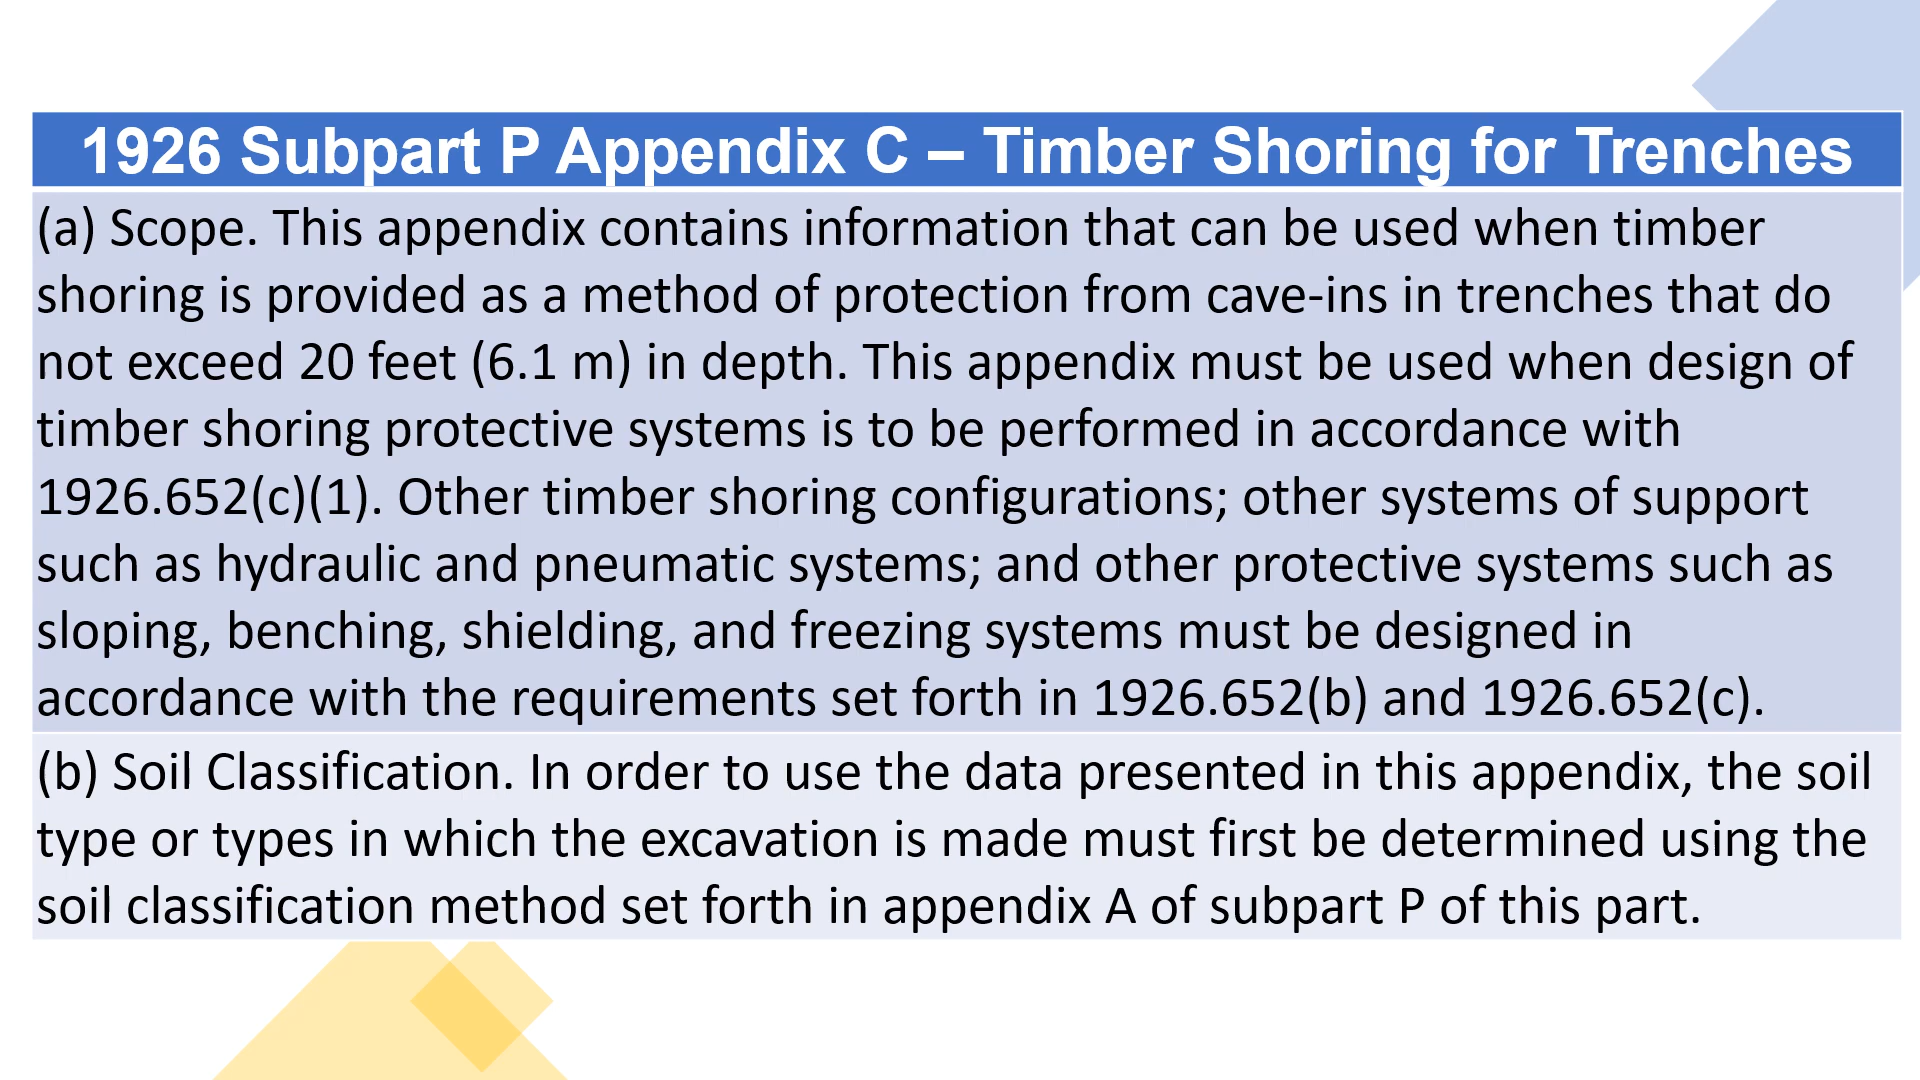 1926 Subpart P Appendix C – Timber Shoring for Trenches
(a) Scope. This appendix contains information that can be used when timber
shoring is provided as a method of protection from cave-ins in trenches that do
not exceed 20 feet (6.1 m) in depth. This appendix must be used when design of
timber shoring protective systems is to be performed in accordance with
1926.652(c)(1). Other timber shoring configurations; other systems of support
such as hydraulic and pneumatic systems; and other protective systems such as
sloping, benching, shielding, and freezing systems must be designed in
accordance with the requirements set forth in 1926.652(b) and 1926.652(c).
(b) Soil Classification. In order to use the data presented in this appendix, the soil
type or types in which the excavation is made must first be determined using the
soil classification method set forth in appendix A of subpart P of this part.